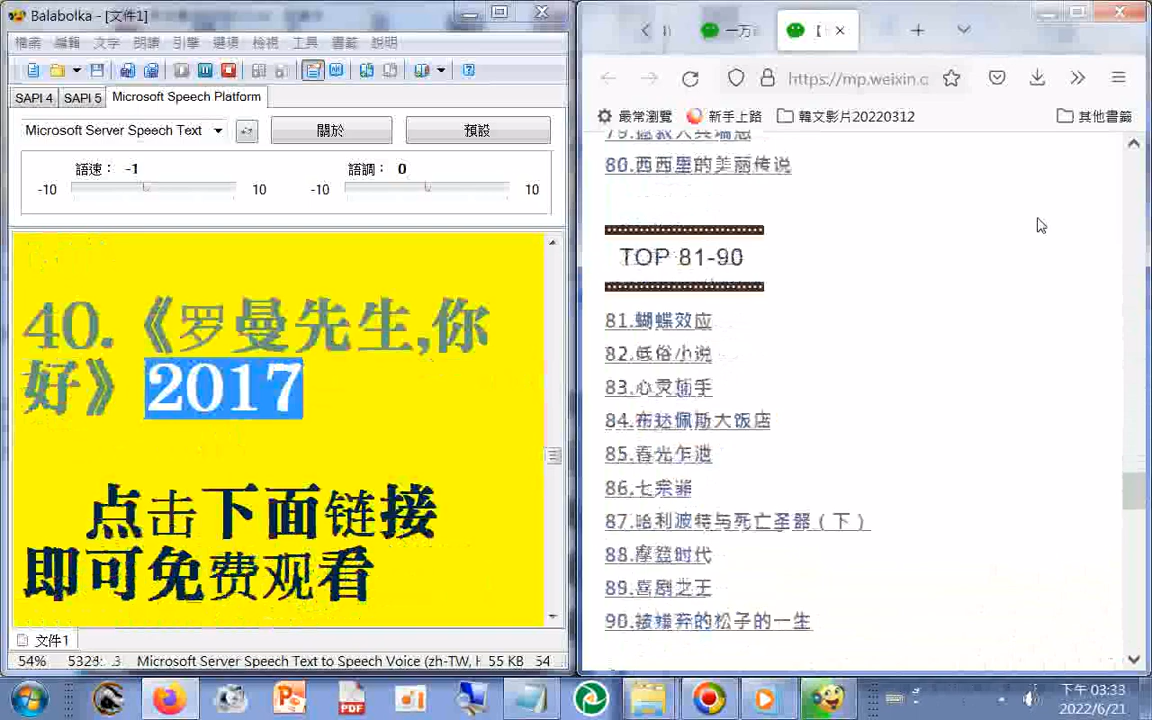 Balabolka - [文件1]
檔案 編輯 文字 朗讀 引擎 選項 檢視 工具 書籤 說明
SAPI 4 SAPI 5 Microsoft Speech Platform
Microsoft Server Speech Text
關於
預設
語速： -1
語調： 0
-10 10 -10 10
40.《罗曼先生,你
好》 2017
点击下面链接
即可免费观看
文件1
54%
Microsoft Server Speech Text to Speech Voice (zh-TW, H
55 KB
54
一万
https://mp.weixin.q
最常瀏覽 新手上路 韓文影片20220312 其他書籤
80.西西里的美丽传说
TOP 81-90
81.蝴蝶效应
82.低俗小说
83.心灵捕手
84.布达佩斯大饭店
85.春光乍泄
86.七宗罪
87.哈利波特与死亡圣器（下）
88.摩登时代
89.喜剧之王
90.被嫌弃的松子的一生
PDF
下午 03:33
2022/6/21